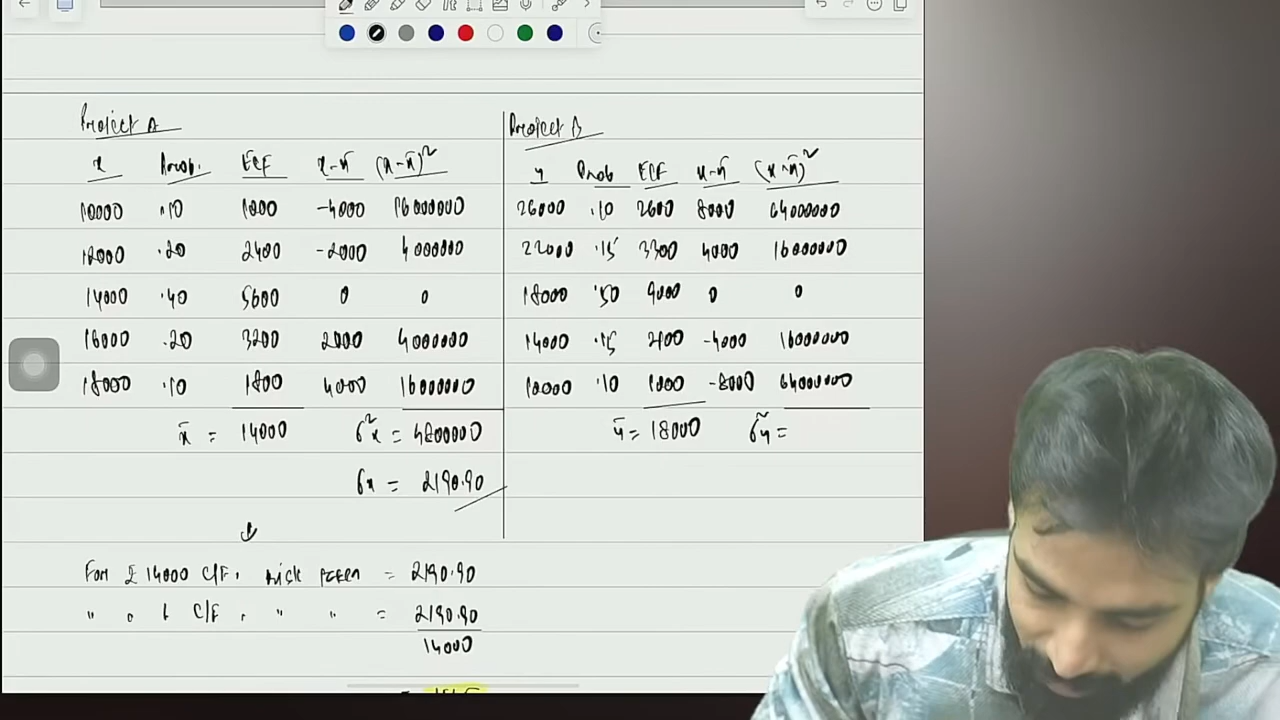 Project A
x Prob. ECF x-x̄ (x-x̄)²
10000 .10 1000 -4000 16000000
12000 .20 2400 -2000 4000000
14000 .40 5600 0 0
16000 .20 3200 2000 4000000
18000 .10 1800 4000 16000000
x̄ = 14000 σ²x = 4800000
σx = 2190.90
For ₹ 14000 C/F, risk = 2190.90
" " 1 C/F, " " = 2190.90
14000
Project B
y Prob ECF x-x̄ (x-x̄)²
26000 .10 2600 8000 64000000
22000 .15 3300 4000 16000000
18000 .50 9000 0 0
14000 .15 2100 -4000 16000000
10000 .10 1000 -8000 64000000
ȳ = 18000 σ²y =